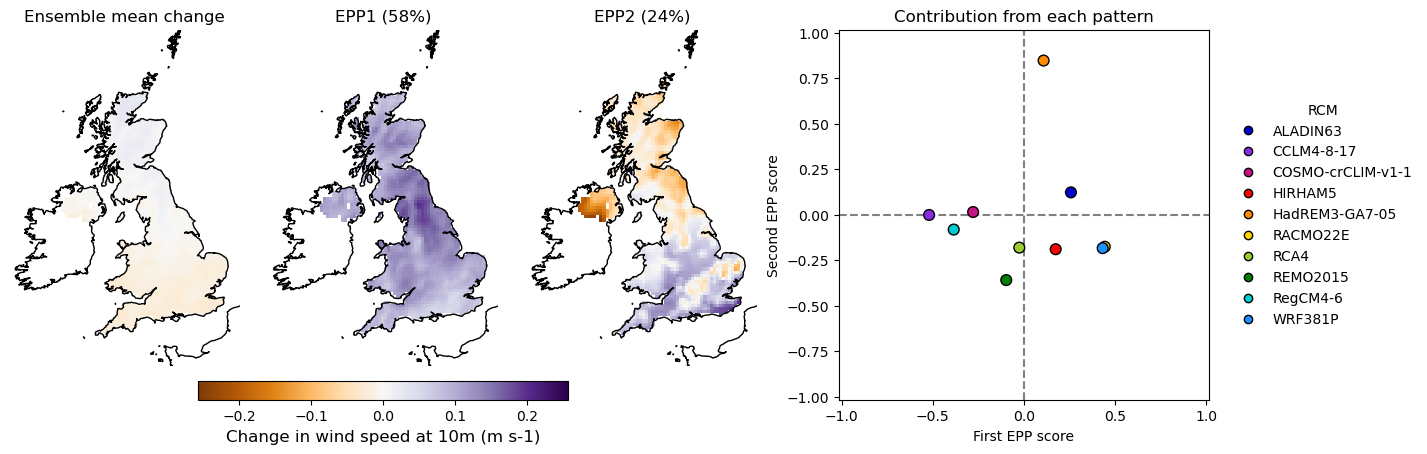 Ensemble mean change
EPP1 (58%)
EPP2 (24%)
−0.2
−0.1
0.0
0.1
0.2
Change in wind speed at 10m (m s-1)
Contribution from each pattern
Second EPP score
1.00
0.75
0.50
0.25
0.00
−0.25
−0.50
−0.75
−1.00
−1.0
−0.5
0.0
0.5
1.0
First EPP score
RCM
ALADIN63
CCLM4-8-17
COSMO-crCLIM-v1-1
HIRHAM5
HadREM3-GA7-05
RACMO22E
RCA4
REMO2015
RegCM4-6
WRF381P